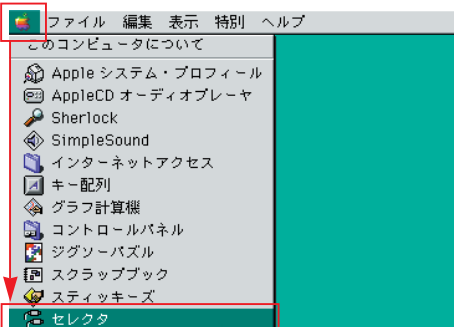 ファイル 編集 表示 特別 ヘルプ
このコンピュータについて
Apple システム・プロフィール
AppleCD オーディオプレーヤ
Sherlock
SimpleSound
インターネットアクセス
キー配列
グラフ計算機
コントロールパネル
ジグソーパズル
スクラップブック
スティッキーズ
セレクタ